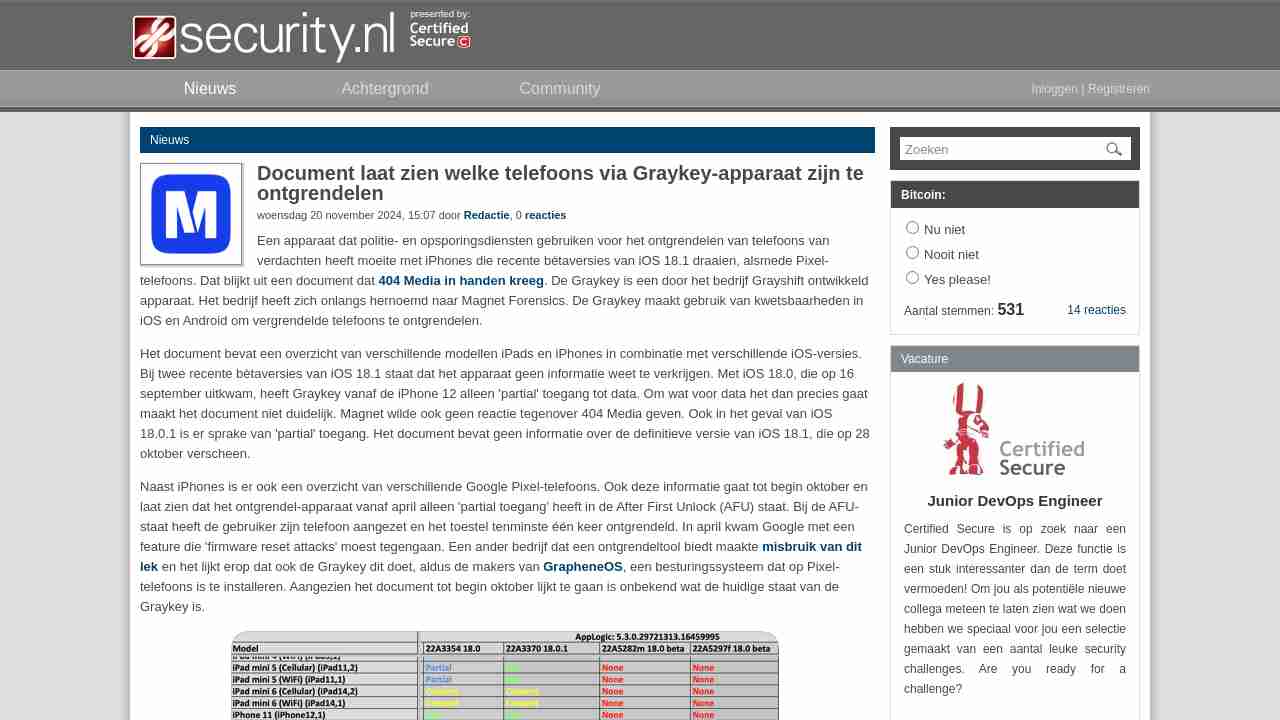 security.nl
presented by:
Certified
Secure
Nieuws
Achtergrond
Community
Inloggen | Registreren
Nieuws
M
Document laat zien welke telefoons via Graykey-apparaat zijn te
ontgrendelen
woensdag 20 november 2024, 15:07 door Redactie, 0 reacties
Een apparaat dat politie- en opsporingsdiensten gebruiken voor het ontgrendelen van telefoons van
verdachten heeft moeite met iPhones die recente bètaversies van iOS 18.1 draaien, alsmede Pixel-
telefoons. Dat blijkt uit een document dat 404 Media in handen kreeg. De Graykey is een door het bedrijf Grayshift ontwikkeld
apparaat. Het bedrijf heeft zich onlangs hernoemd naar Magnet Forensics. De Graykey maakt gebruik van kwetsbaarheden in
iOS en Android om vergrendelde telefoons te ontgrendelen.
Het document bevat een overzicht van verschillende modellen iPads en iPhones in combinatie met verschillende iOS-versies.
Bij twee recente bètaversies van iOS 18.1 staat dat het apparaat geen informatie weet te verkrijgen. Met iOS 18.0, die op 16
september uitkwam, heeft Graykey vanaf de iPhone 12 alleen 'partial' toegang tot data. Om wat voor data het dan precies gaat
maakt het document niet duidelijk. Magnet wilde ook geen reactie tegenover 404 Media geven. Ook in het geval van iOS
18.0.1 is er sprake van 'partial' toegang. Het document bevat geen informatie over de definitieve versie van iOS 18.1, die op 28
oktober verscheen.
Naast iPhones is er ook een overzicht van verschillende Google Pixel-telefoons. Ook deze informatie gaat tot begin oktober en
laat zien dat het ontgrendel-apparaat vanaf april alleen 'partial toegang' heeft in de After First Unlock (AFU) staat. Bij de AFU-
staat heeft de gebruiker zijn telefoon aangezet en het toestel tenminste één keer ontgrendeld. In april kwam Google met een
feature die 'firmware reset attacks' moest tegengaan. Een ander bedrijf dat een ontgrendeltool biedt maakte misbruik van dit
lek en het lijkt erop dat ook de Graykey dit doet, aldus de makers van GrapheneOS, een besturingssysteem dat op Pixel-
telefoons is te installeren. Aangezien het document tot begin oktober lijkt te gaan is onbekend wat de huidige staat van de
Graykey is.
AppLogic: 5.3.0.29721313.16459995
Model 22A3354 18.0 22A3370 18.0.1 22A5282m 18.0 beta 22A5297f 18.0 beta
iPad mini 5 (Cellular) (iPad11,2) Partial None None
iPad mini 5 (WiFi) (iPad11,1) Partial None None
iPad mini 6 (Cellular) (iPad14,2) None None
iPad mini 6 (WiFi) (iPad14,1) None None
iPhone 11 (iPhone12,1) None None
Zoeken
Bitcoin:
Nu niet
Nooit niet
Yes please!
Aantal stemmen: 531 14 reacties
Vacature
Certified
Secure
Junior DevOps Engineer
Certified Secure is op zoek naar een
Junior DevOps Engineer. Deze functie is
een stuk interessanter dan de term doet
vermoeden! Om jou als potentiële nieuwe
collega meteen te laten zien wat we doen
hebben we speciaal voor jou een selectie
gemaakt van een aantal leuke security
challenges. Are you ready for a
challenge?